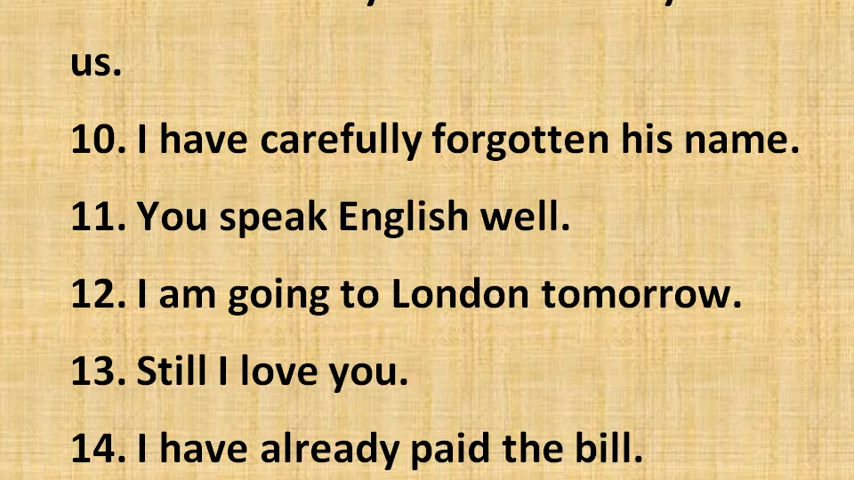 us.
10. I have carefully forgotten his name.
11. You speak English well.
12. I am going to London tomorrow.
13. Still I love you.
14. I have already paid the bill.